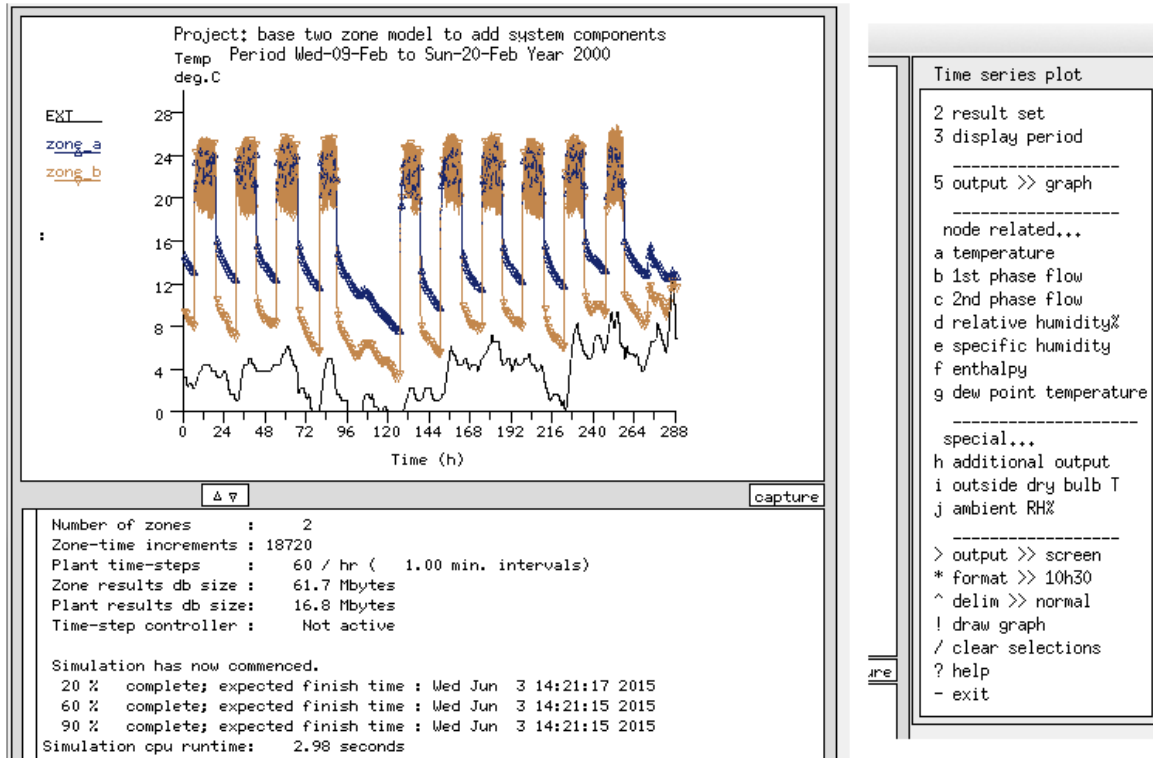 Project: base two zone model to add system components
Temp Period Wed-09-Feb to Sun-20-Feb Year 2000
deg.C
EXT
zone_a
zone_b
:
28
24
20
16
12
8
4
0
0 24 48 72 96 120 144 168 192 216 240 264 288
Time (h)
capture
Number of zones : 2
Zone-time increments : 18720
Plant time-steps : 60 / hr ( 1.00 min. intervals)
Zone results db size: 61.7 Mbytes
Plant results db size: 16.8 Mbytes
Time-step controller : Not active
Simulation has now commenced.
20 % complete; expected finish time : Wed Jun 3 14:21:17 2015
60 % complete; expected finish time : Wed Jun 3 14:21:15 2015
90 % complete; expected finish time : Wed Jun 3 14:21:15 2015
Simulation cpu runtime: 2.98 seconds
ure
Time series plot
2 result set
3 display period
5 output >> graph
node related...
a temperature
b 1st phase flow
c 2nd phase flow
d relative humidity%
e specific humidity
f enthalpy
g dew point temperature
special...
h additional output
i outside dry bulb T
j ambient RH%
> output >> screen
* format >> 10h30
^ delim >> normal
! draw graph
/ clear selections
? help
- exit